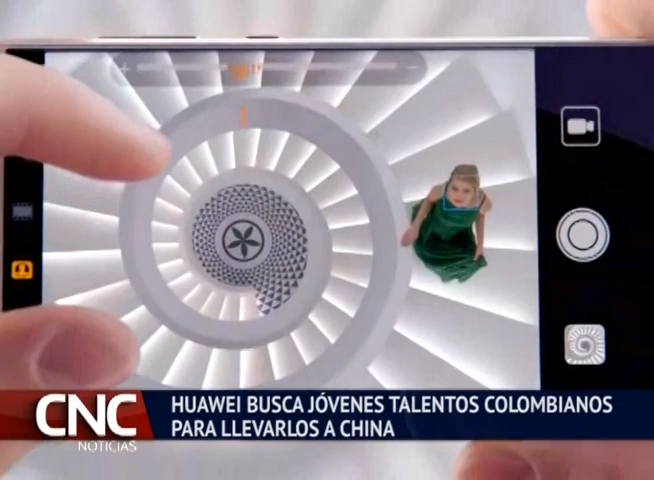 CNC
NOTICIAS
HUAWEI BUSCA JÓVENES TALENTOS COLOMBIANOS
PARA LLEVARLOS A CHINA